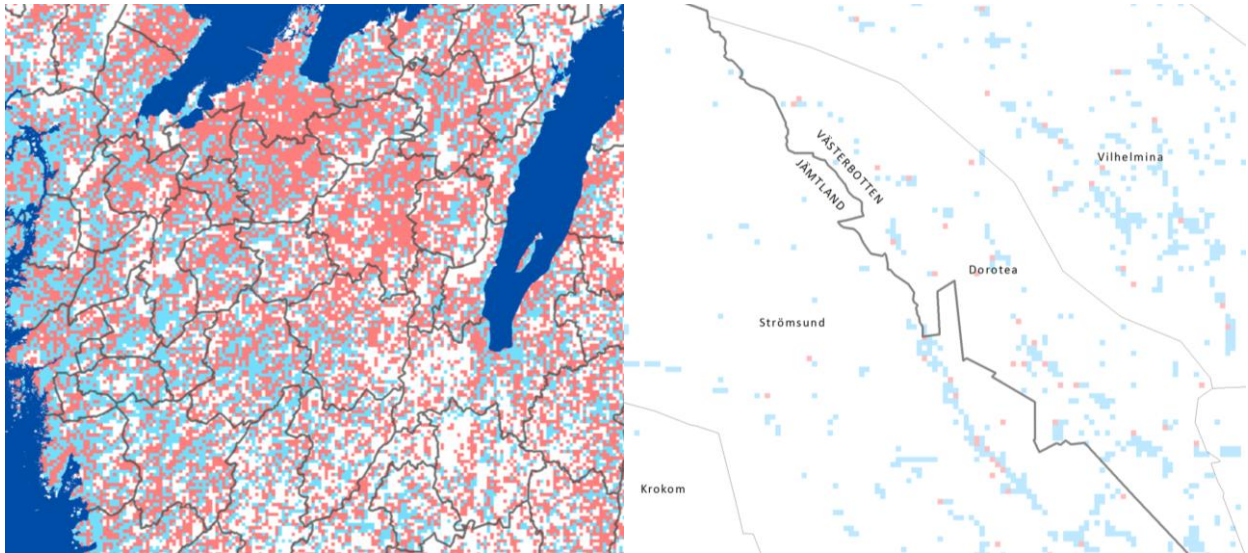 Vilhelmina
VÄSTERBOTTEN
JÄMTLAND
Dorotea
Strömsund
Krokom